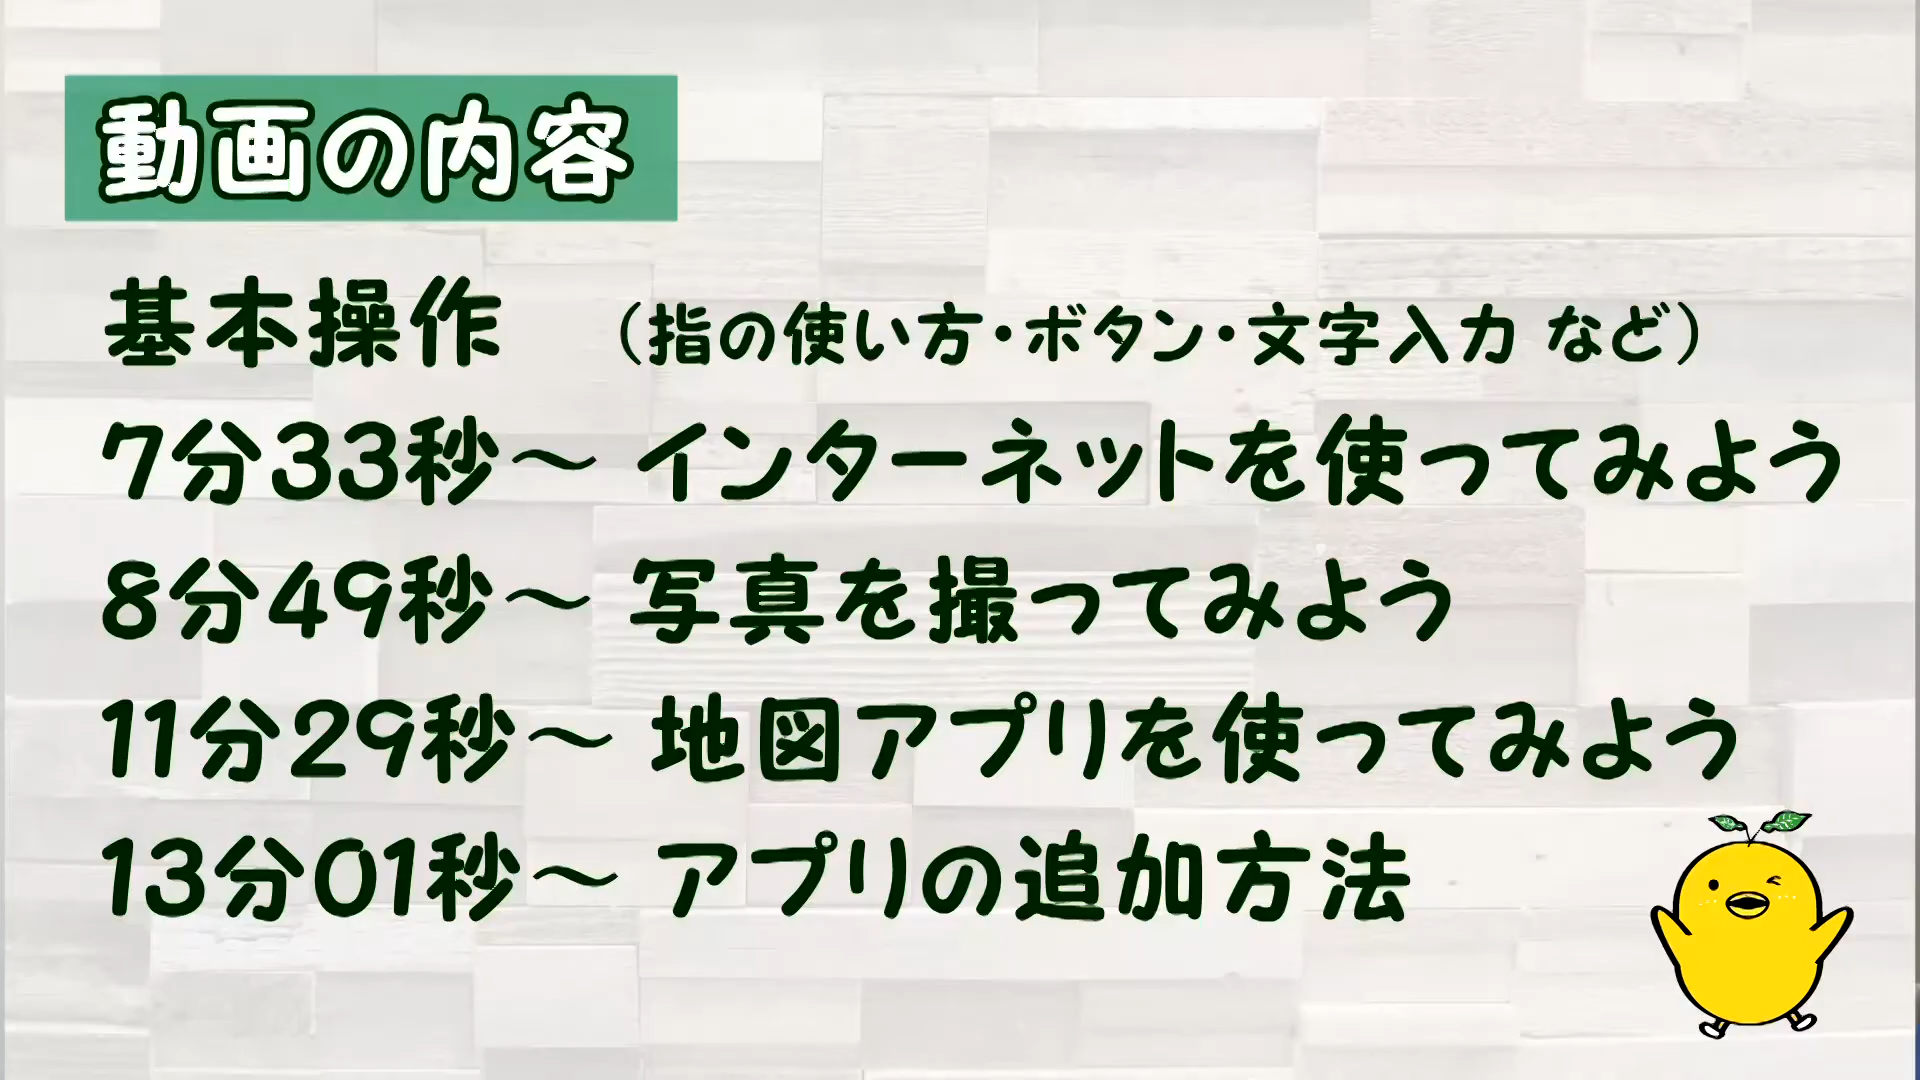 動画の内容
基本操作 （指の使い方・ボタン・文字入力 など）
7分33秒～ インターネットを使ってみよう
8分49秒～ 写真を撮ってみよう
11分29秒～ 地図アプリを使ってみよう
13分01秒～ アプリの追加方法